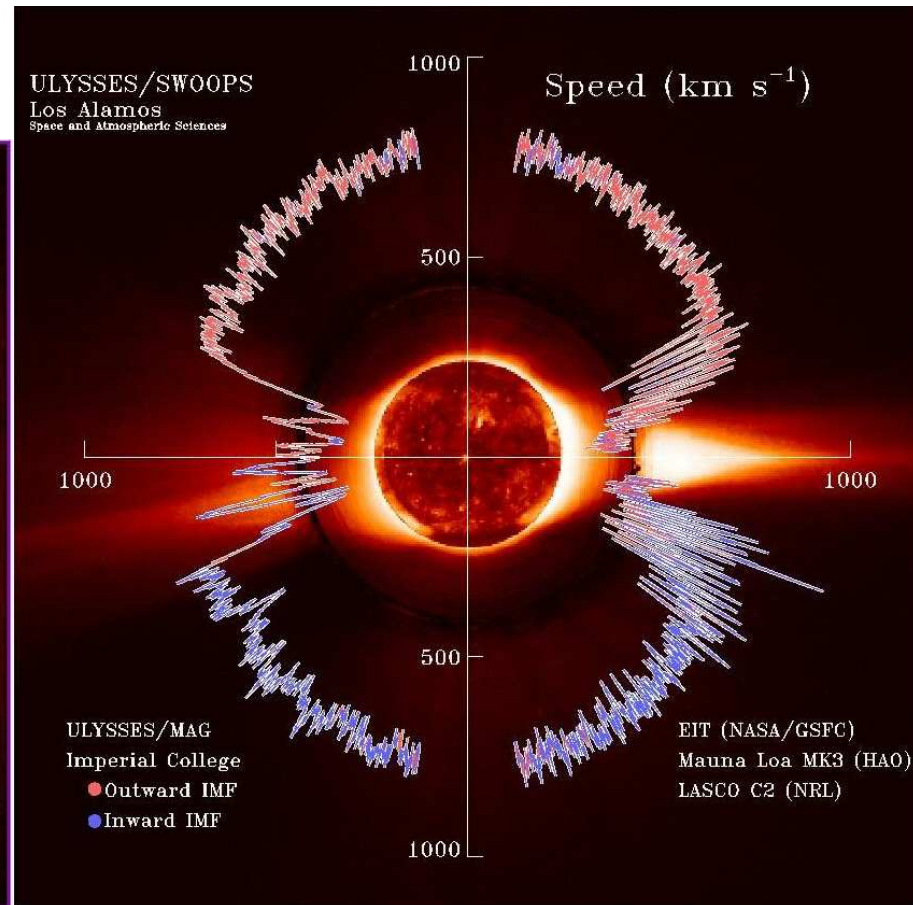 ULYSSES/SWOOPS
Los Alamos
Space and Atmospheric Sciences
Speed (km s⁻¹)
1000
500
1000
1000
500
1000
ULYSSES/MAG
Imperial College
Outward IMF
Inward IMF
EIT (NASA/GSFC)
Mauna Loa MK3 (HAO)
LASCO C2 (NRL)